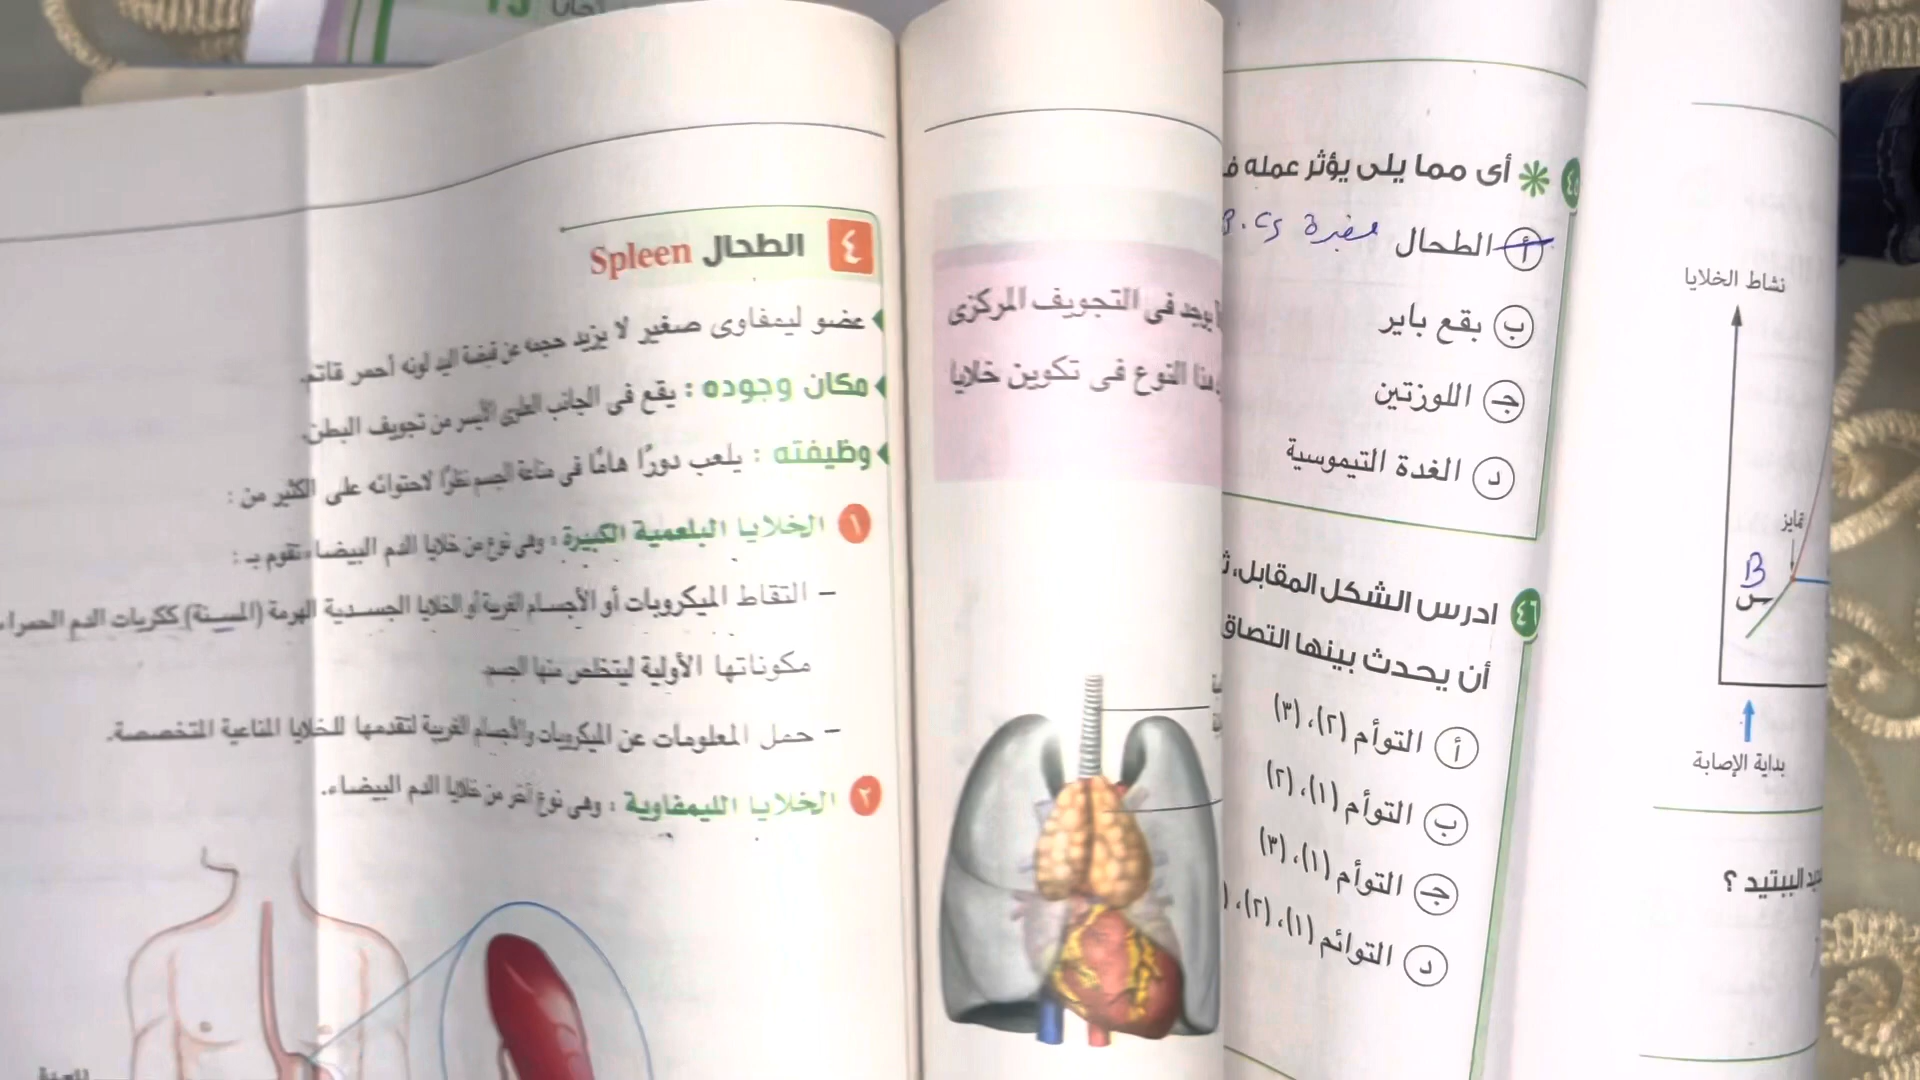 ٤ الطحال Spleen
عضو ليمفاوى صغير لا يزيد حجمه عن قبضة اليد لونه أحمر قاتم.
مكان وجوده : يقع فى الجانب العلوى الأيسر من تجويف البطن.
وظيفته : يلعب دورًا هامًا فى مناعة الجسم نظرًا لاحتوائه على الكثير من :
١ الخلايا البلعمية الكبيرة : وهى نوع من خلايا الدم البيضاء تقوم بـ :
– التقاط الميكروبات أو الأجسام الغريبة أو الخلايا الجسدية الهرمة (المسنة) ككريات الدم الحمراء
مكوناتها الأولية ليتخلص منها الجسم
– حمل المعلومات عن الميكروبات والأجسام الغريبة لتقدمها للخلايا المناعية المتخصصة.
٢ الخلايا الليمفاوية : وهى نوع آخر من خلايا الدم البيضاء.
يوجد فى التجويف المركزى
هذا النوع فى تكوين خلايا
٤٥ أى مما يلى يؤثر عمله
أ الطحال
ب بقع باير
جـ اللوزتين
د الغدة التيموسية
٤٦ ادرس الشكل المقابل،
أن يحدث بينها
أ التوأم (٢)، (٣)
ب التوأم (١)، (٢)
جـ التوأم (١)، (٣)
د التوائم (١)، (٢)،
نشاط الخلايا
تمايز
B
س
بداية الإصابة
الببتيد ؟